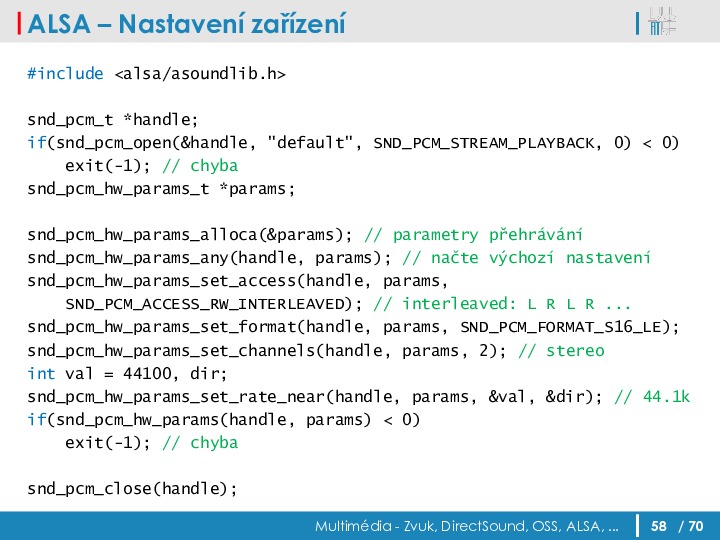 ALSA – Nastavení zařízení
#include <alsa/asoundlib.h>
snd_pcm_t *handle;
if(snd_pcm_open(&handle, "default", SND_PCM_STREAM_PLAYBACK, 0) < 0)
    exit(-1); // chyba
snd_pcm_hw_params_t *params;
snd_pcm_hw_params_alloca(&params); // parametry přehrávání
snd_pcm_hw_params_any(handle, params); // načte výchozí nastavení
snd_pcm_hw_params_set_access(handle, params,
    SND_PCM_ACCESS_RW_INTERLEAVED); // interleaved: L R L R ...
snd_pcm_hw_params_set_format(handle, params, SND_PCM_FORMAT_S16_LE);
snd_pcm_hw_params_set_channels(handle, params, 2); // stereo
int val = 44100, dir;
snd_pcm_hw_params_set_rate_near(handle, params, &val, &dir); // 44.1k
if(snd_pcm_hw_params(handle, params) < 0)
    exit(-1); // chyba
snd_pcm_close(handle);
Multimédia - Zvuk, DirectSound, OSS, ALSA, ... 58 / 70